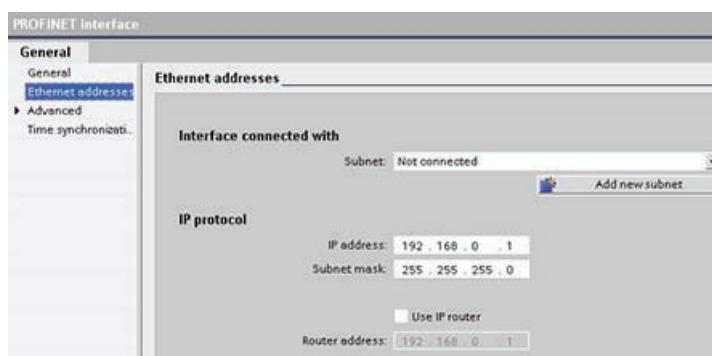 PROFINET Interface
General
General
Ethernet addresses
Advanced
Time synchronizati..
Ethernet addresses
Interface connected with
Subnet: Not connected
Add new subnet
IP protocol
IP address: 192 . 168 . 0 . 1
Subnet mask: 255 . 255 . 255 . 0
Use IP router
Router address: 192 . 168 . 0 . 1